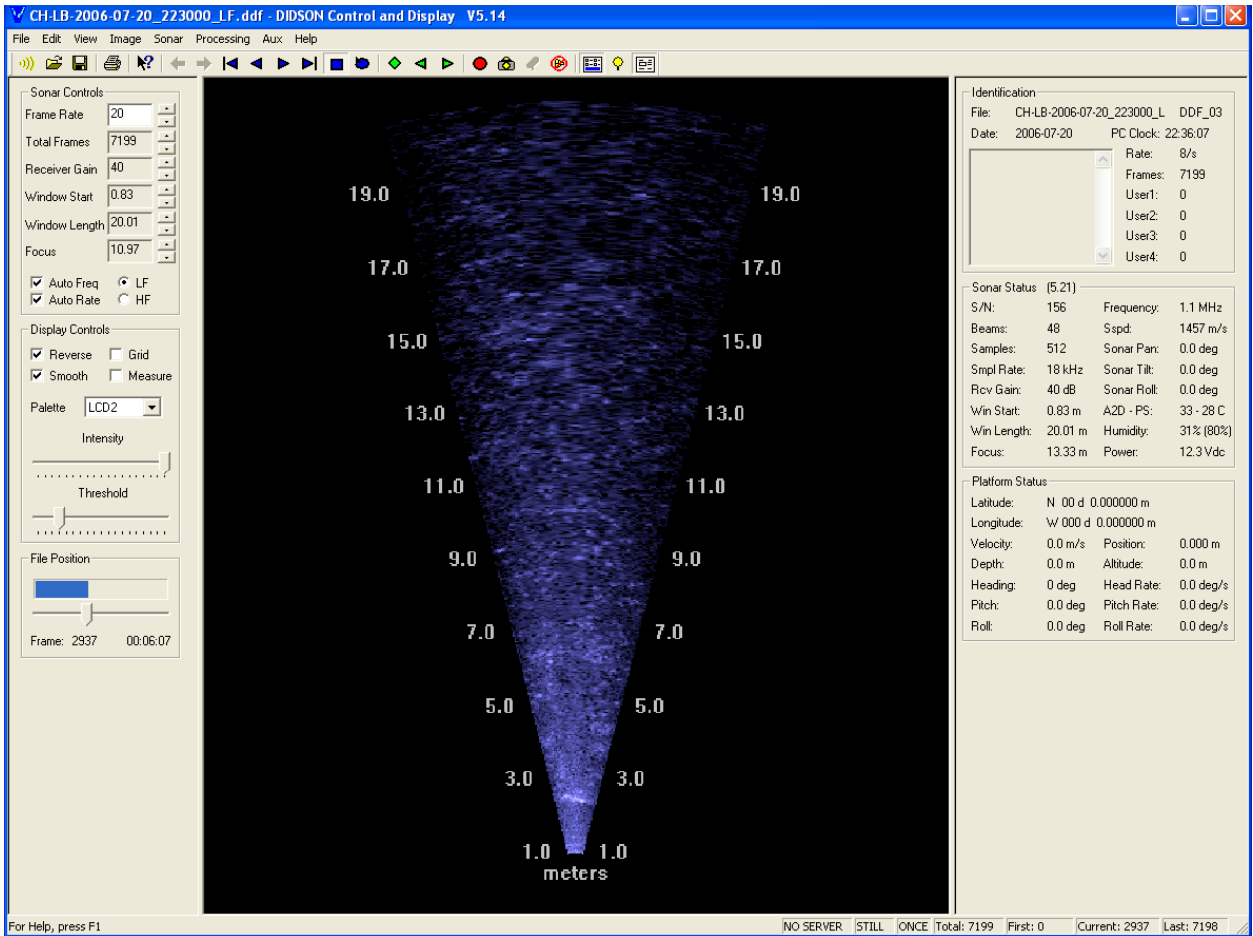 CH-LB-2006-07-20_223000_LF.ddf - DIDSON Control and Display V5.14
File Edit View Image Sonar Processing Aux Help
Sonar Controls
Frame Rate 20
Total Frames 7199
Receiver Gain 40
Window Start 0.83
Window Length 20.01
Focus 10.97
Auto Freq LF
Auto Rate HF
Display Controls
Reverse Grid
Smooth Measure
Palette LCD2
Intensity
Threshold
File Position
Frame: 2937 00:06:07
19.0 19.0
17.0 17.0
15.0 15.0
13.0 13.0
11.0 11.0
9.0 9.0
7.0 7.0
5.0 5.0
3.0 3.0
1.0 1.0
meters
Identification
File: CH-LB-2006-07-20_223000_L DDF_03
Date: 2006-07-20 PC Clock: 22:36:07
Rate: 8/s
Frames: 7199
User1: 0
User2: 0
User3: 0
User4: 0
Sonar Status (5.21)
S/N: 156 Frequency: 1.1 MHz
Beams: 48 Sspd: 1457 m/s
Samples: 512 Sonar Pan: 0.0 deg
Smpl Rate: 18 kHz Sonar Tilt: 0.0 deg
Rcv Gain: 40 dB Sonar Roll: 0.0 deg
Win Start: 0.83 m A2D - PS: 33 - 28 C
Win Length: 20.01 m Humidity: 31% (80%)
Focus: 13.33 m Power: 12.3 Vdc
Platform Status
Latitude: N 00 d 0.000000 m
Longitude: W 000 d 0.000000 m
Velocity: 0.0 m/s Position: 0.000 m
Depth: 0.0 m Altitude: 0.0 m
Heading: 0 deg Head Rate: 0.0 deg/s
Pitch: 0.0 deg Pitch Rate: 0.0 deg/s
Roll: 0.0 deg Roll Rate: 0.0 deg/s
For Help, press F1 NO SERVER STILL ONCE Total: 7199 First: 0 Current: 2937 Last: 7198